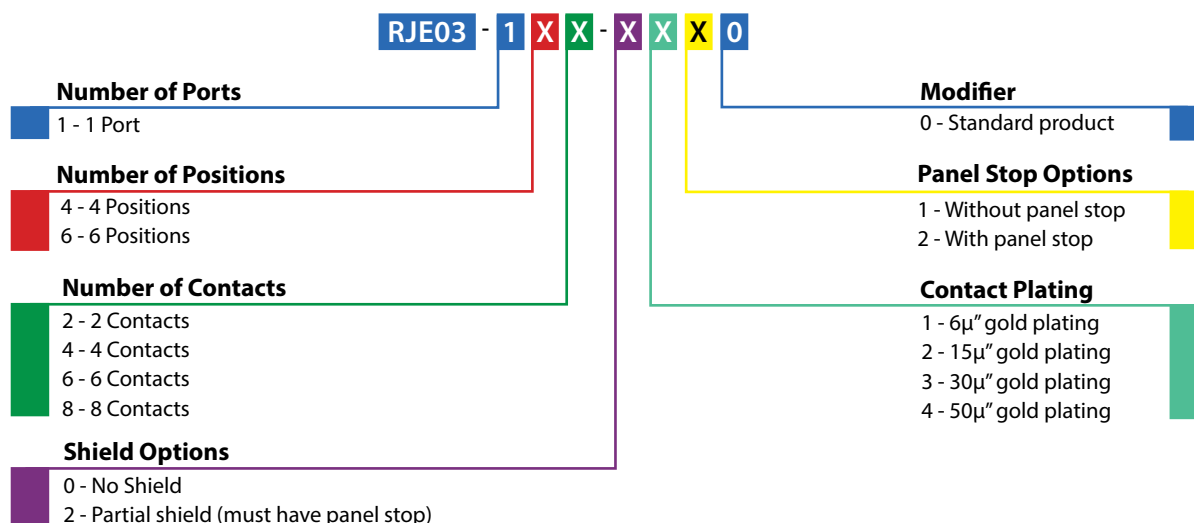 RJE03 - 1 X X - X X X 0
Number of Ports
1 - 1 Port
Number of Positions
4 - 4 Positions
6 - 6 Positions
Number of Contacts
2 - 2 Contacts
4 - 4 Contacts
6 - 6 Contacts
8 - 8 Contacts
Shield Options
0 - No Shield
2 - Partial shield (must have panel stop)
Modifier
0 - Standard product
Panel Stop Options
1 - Without panel stop
2 - With panel stop
Contact Plating
1 - 6µ” gold plating
2 - 15µ” gold plating
3 - 30µ” gold plating
4 - 50µ” gold plating